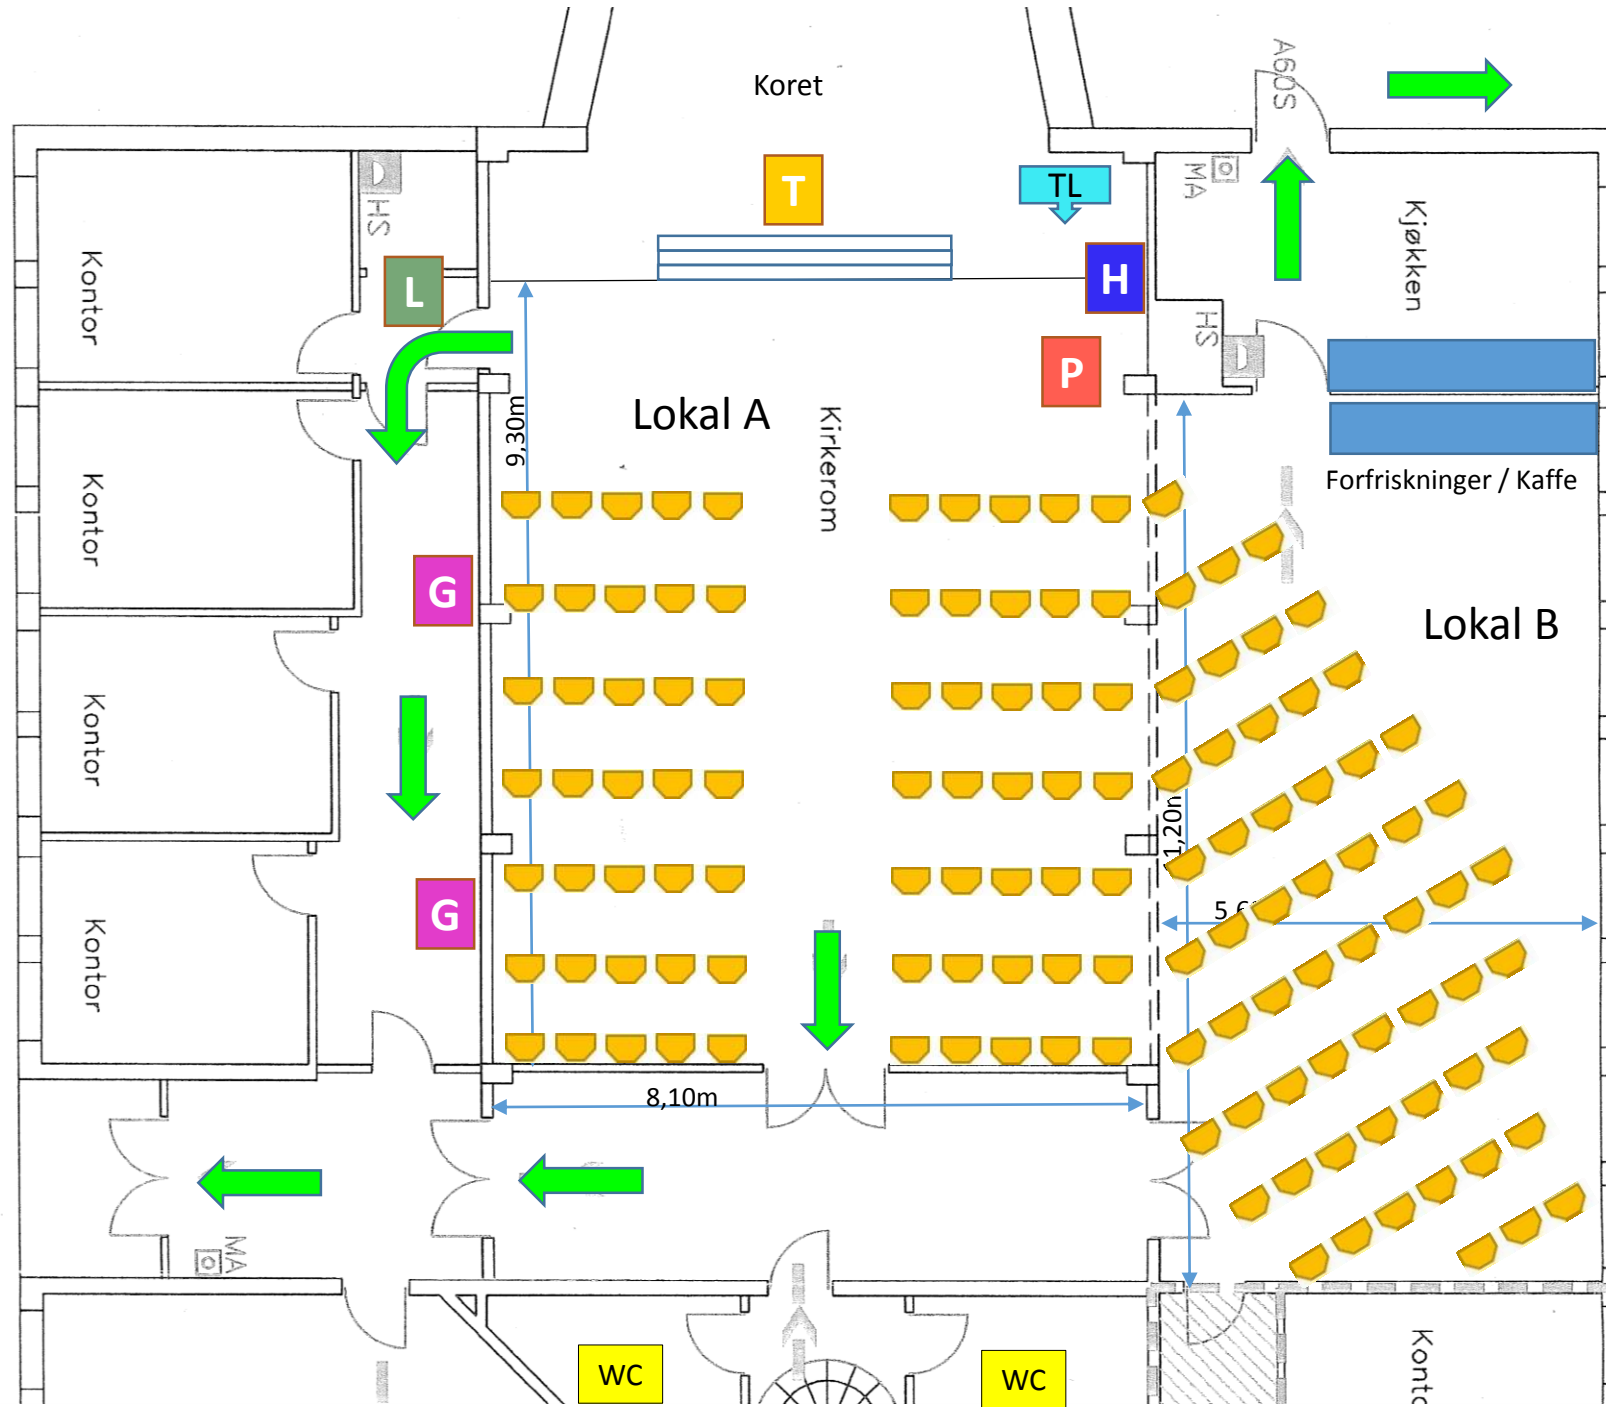 Koret
A60S
T
TL
MA
HS
Kontor
L
H
Kjøkken
HS
P
9,30m
Lokal A
Kirkerom
Forfriskninger / Kaffe
Kontor
G
Lokal B
Kontor
G
Kontor
8,10m
MA
WC
WC